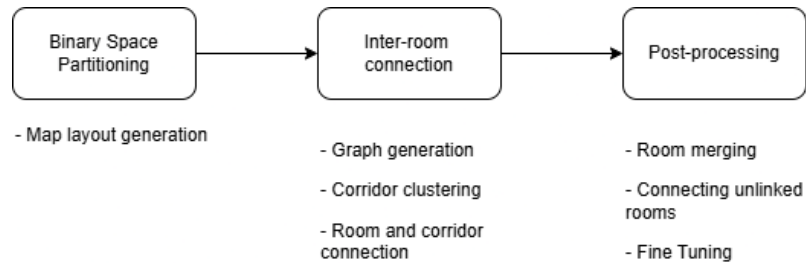 Binary Space
Partitioning
Inter-room
connection
Post-processing
- Map layout generation
- Graph generation
- Corridor clustering
- Room and corridor
connection
- Room merging
- Connecting unlinked
rooms
- Fine Tuning